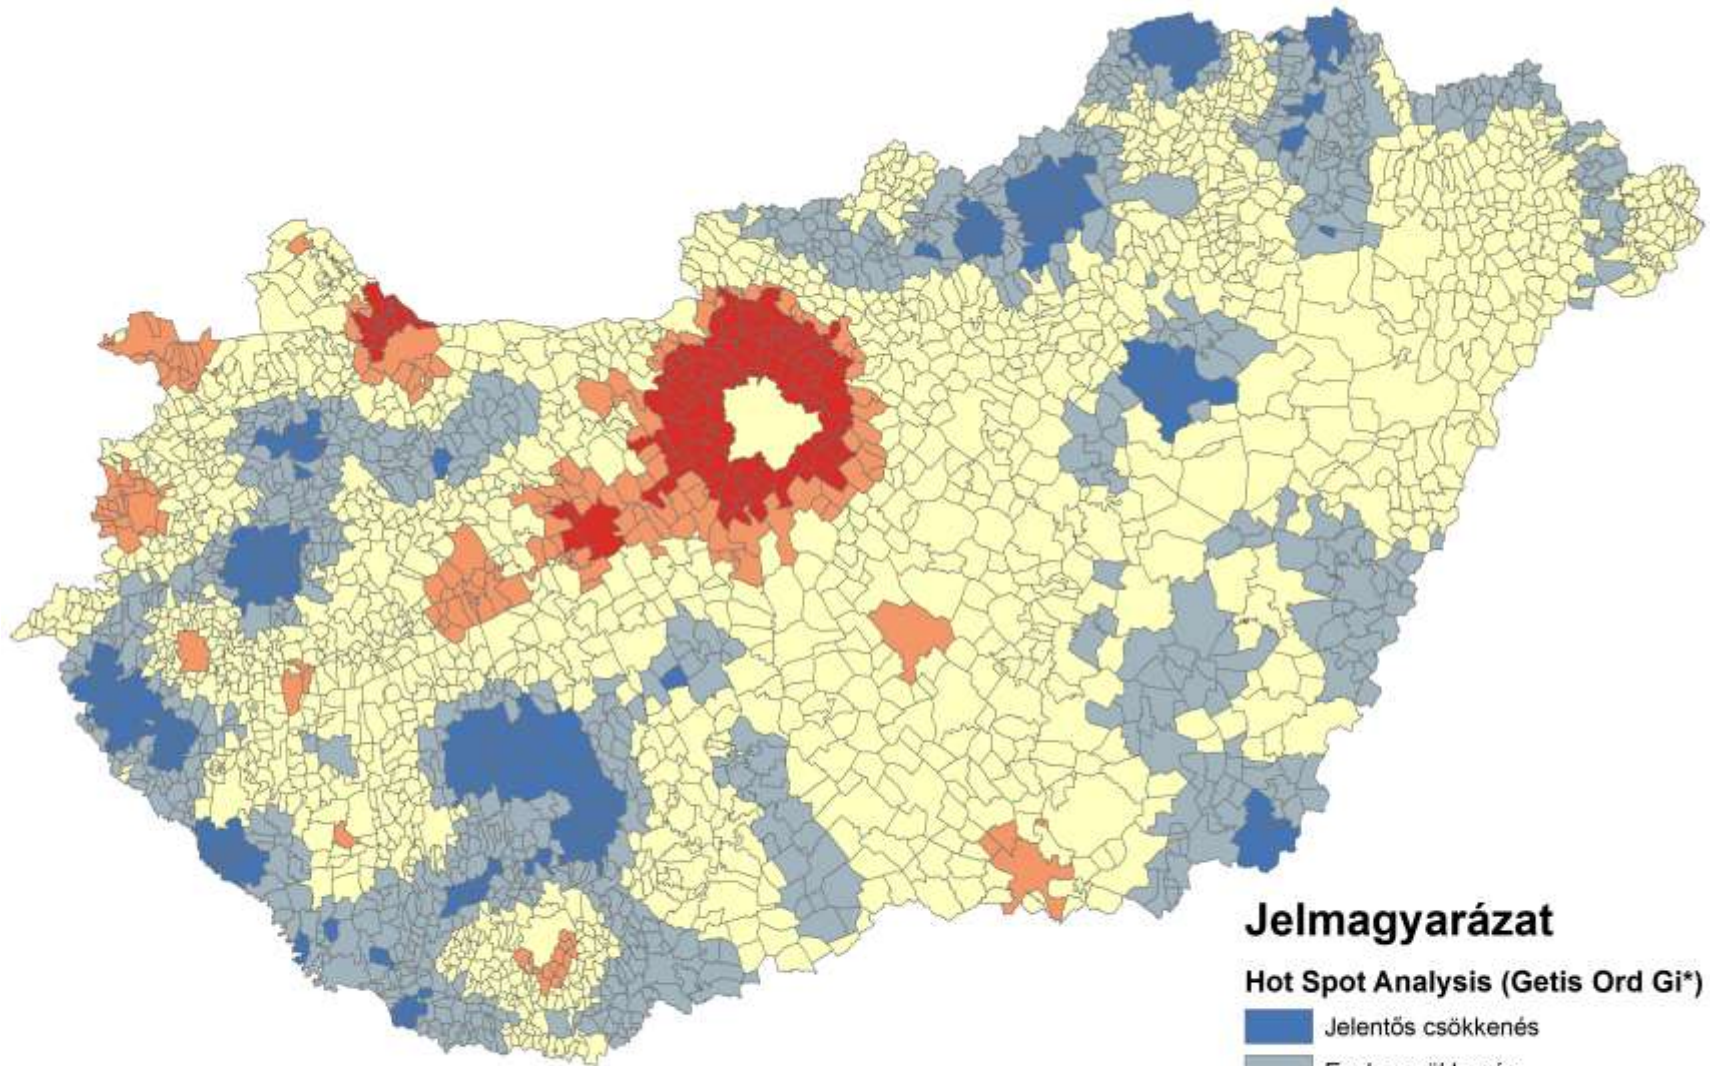 Jelmagyarázat
Hot Spot Analysis (Getis Ord Gi*)
Jelentős csökkenés